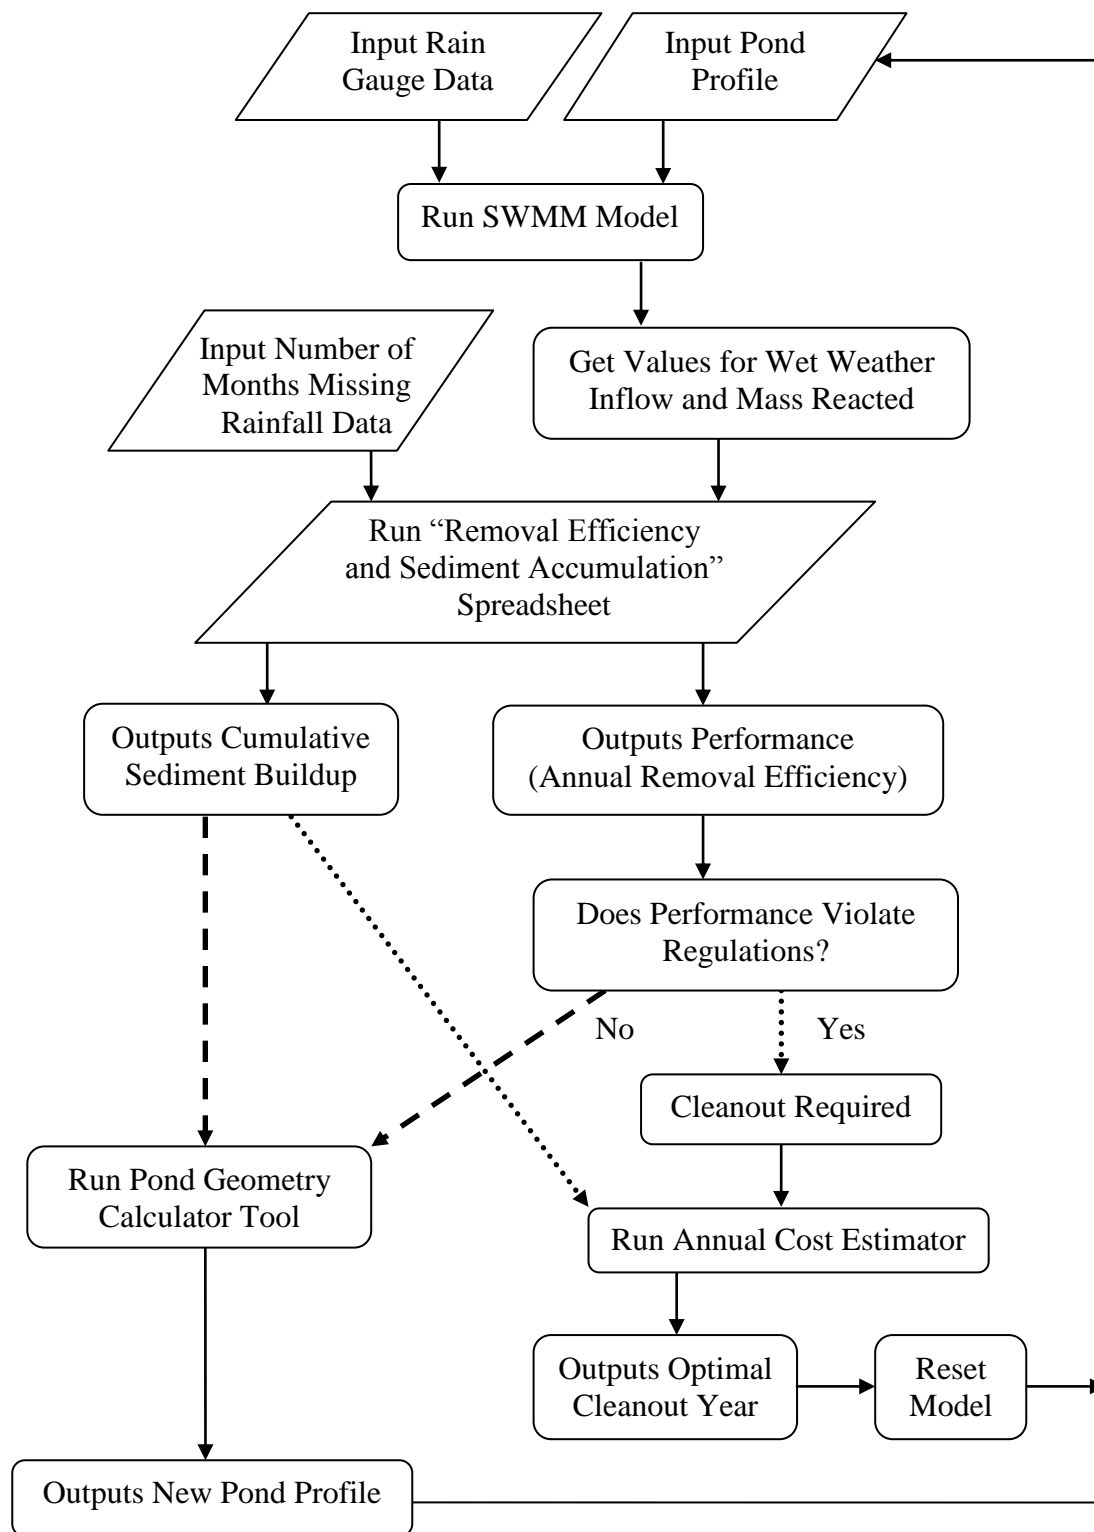 Input Rain
Gauge Data
Input Pond
Profile
Run SWMM Model
Input Number of
Months Missing
Rainfall Data
Get Values for Wet Weather
Inflow and Mass Reacted
Run “Removal Efficiency
and Sediment Accumulation”
Spreadsheet
Outputs Cumulative
Sediment Buildup
Outputs Performance
(Annual Removal Efficiency)
Does Performance Violate
Regulations?
No
Yes
Cleanout Required
Run Pond Geometry
Calculator Tool
Run Annual Cost Estimator
Outputs Optimal
Cleanout Year
Reset
Model
Outputs New Pond Profile